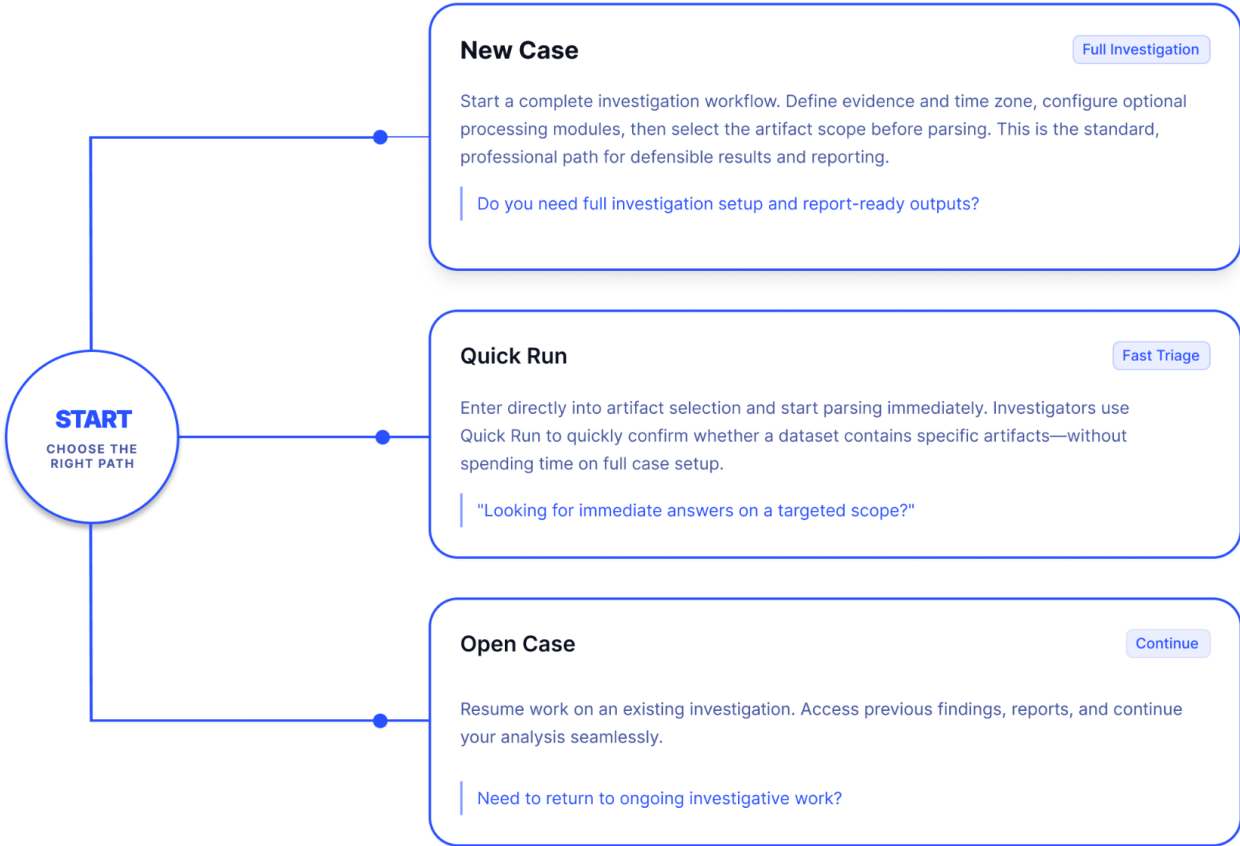 New Case
Full Investigation
Start a complete investigation workflow. Define evidence and time zone, configure optional
processing modules, then select the artifact scope before parsing. This is the standard,
professional path for defensible results and reporting.
Do you need full investigation setup and report-ready outputs?
Quick Run
Fast Triage
START
CHOOSE THE
RIGHT PATH
Enter directly into artifact selection and start parsing immediately. Investigators use
Quick Run to quickly confirm whether a dataset contains specific artifacts—without
spending time on full case setup.
"Looking for immediate answers on a targeted scope?"
Open Case
Continue
Resume work on an existing investigation. Access previous findings, reports, and continue
your analysis seamlessly.
Need to return to ongoing investigative work?